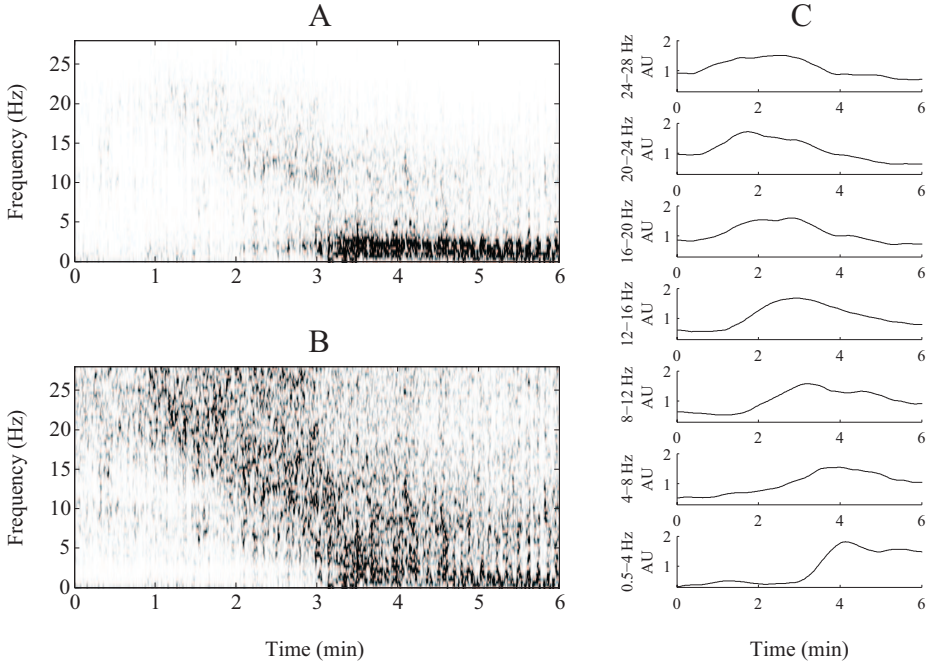 A
Frequency (Hz)
25
20
15
10
5
0
0 1 2 3 4 5 6
B
Frequency (Hz)
25
20
15
10
5
0
0 1 2 3 4 5 6
Time (min)
C
24−28 Hz
AU
2
1
0 2 4 6
20−24 Hz
AU
2
1
0 2 4 6
16−20 Hz
AU
2
1
0 2 4 6
12−16 Hz
AU
2
1
0 2 4 6
8−12 Hz
AU
2
1
0 2 4 6
4−8 Hz
AU
2
1
0 2 4 6
0.5−4 Hz
AU
2
1
0 2 4 6
Time (min)